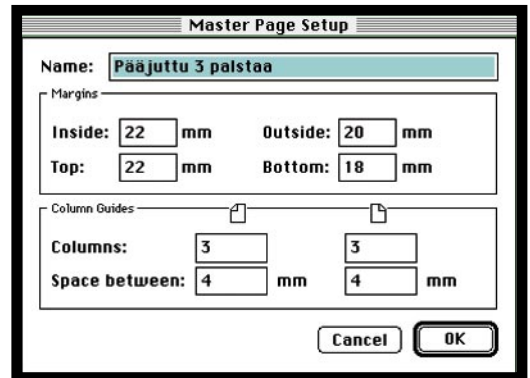 Master Page Setup
Name: Pääjuttu 3 palstaa
Margins
Inside: 22 mm Outside: 20 mm
Top: 22 mm Bottom: 18 mm
Column Guides
Columns: 3 3
Space between: 4 mm 4 mm
Cancel OK